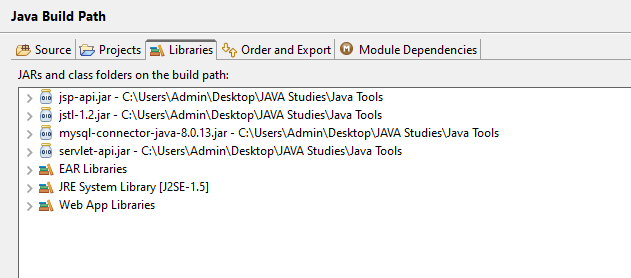 Java Build Path
Source Projects Libraries Order and Export Module Dependencies
JARs and class folders on the build path:
jsp-api.jar - C:\Users\Admin\Desktop\JAVA Studies\Java Tools
jstl-1.2.jar - C:\Users\Admin\Desktop\JAVA Studies\Java Tools
mysql-connector-java-8.0.13.jar - C:\Users\Admin\Desktop\JAVA Studies\Java Tools
servlet-api.jar - C:\Users\Admin\Desktop\JAVA Studies\Java Tools
EAR Libraries
JRE System Library [J2SE-1.5]
Web App Libraries